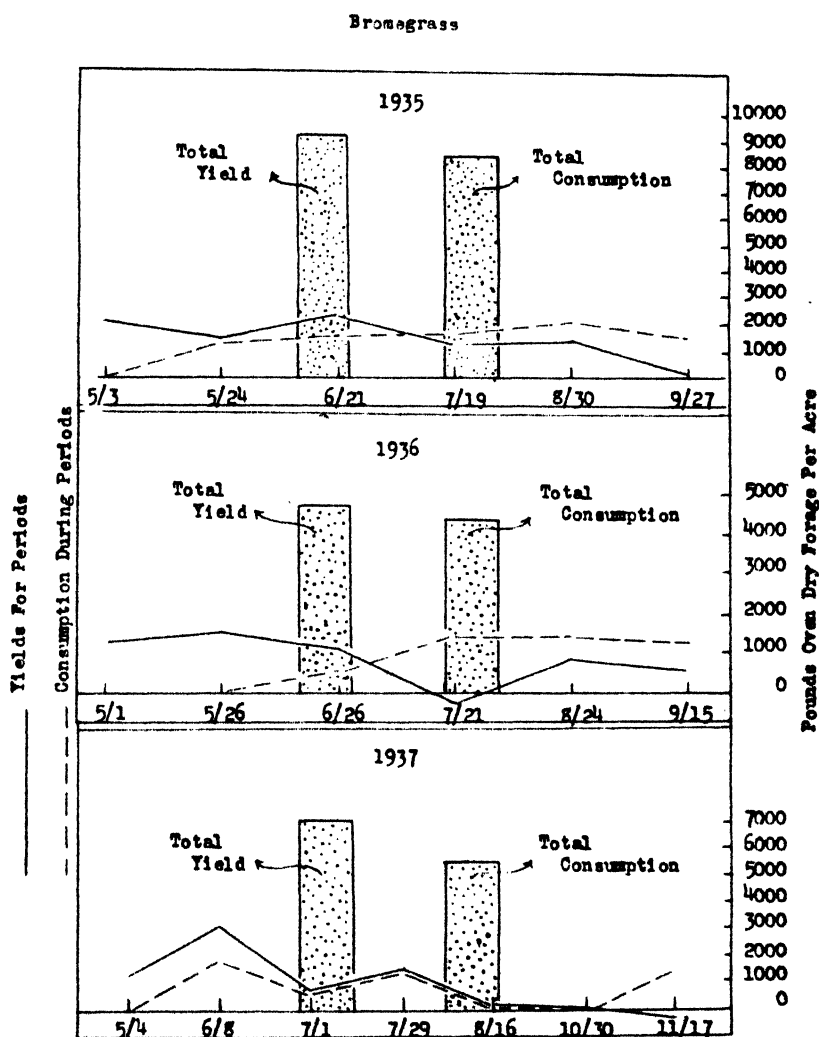 Bromegrass
1935
Total
Yield
Total
Consumption
10000
9000
8000
7000
6000
5000
4000
3000
2000
1000
0
5/3 5/24 6/21 7/19 8/30 9/27
1936
Total
Yield
Total
Consumption
5000
4000
3000
2000
1000
0
5/1 5/26 6/26 7/21 8/24 9/15
1937
Total
Yield
Total
Consumption
7000
6000
5000
4000
3000
2000
1000
0
5/4 6/8 7/1 7/29 8/16 10/30 11/17
Yields For Periods
Consumption During Periods
Pounds Oven Dry Forage Per Acre